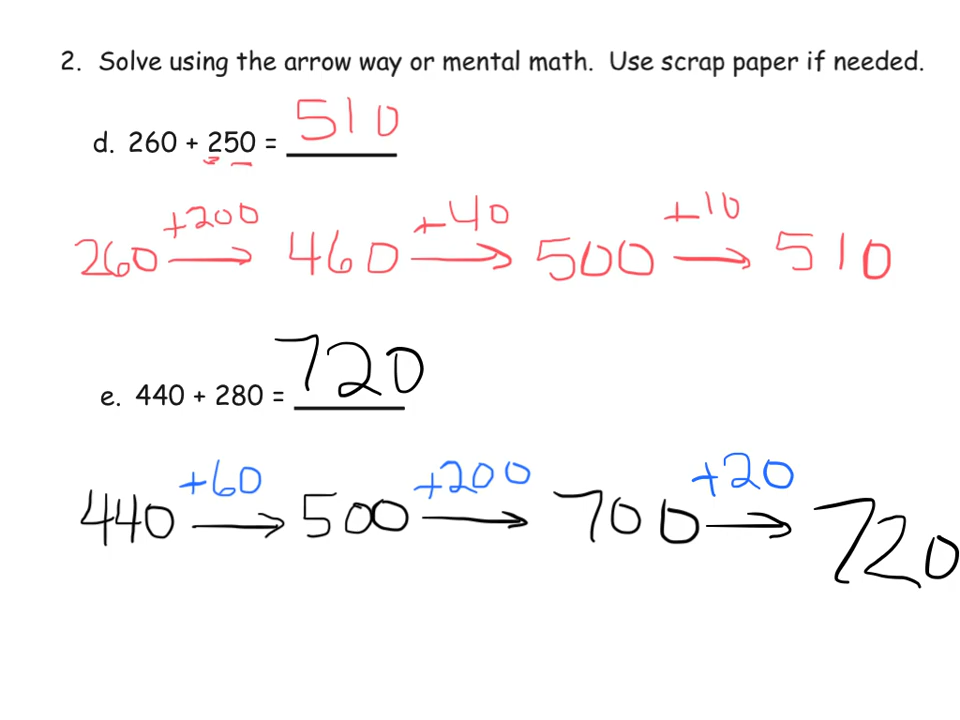 2. Solve using the arrow way or mental math. Use scrap paper if needed.
d. 260 + 250 = 510
260 +200 → 460 +40 → 500 +10 → 510
e. 440 + 280 = 720
440 +60 → 500 +200 → 700 +20 → 720